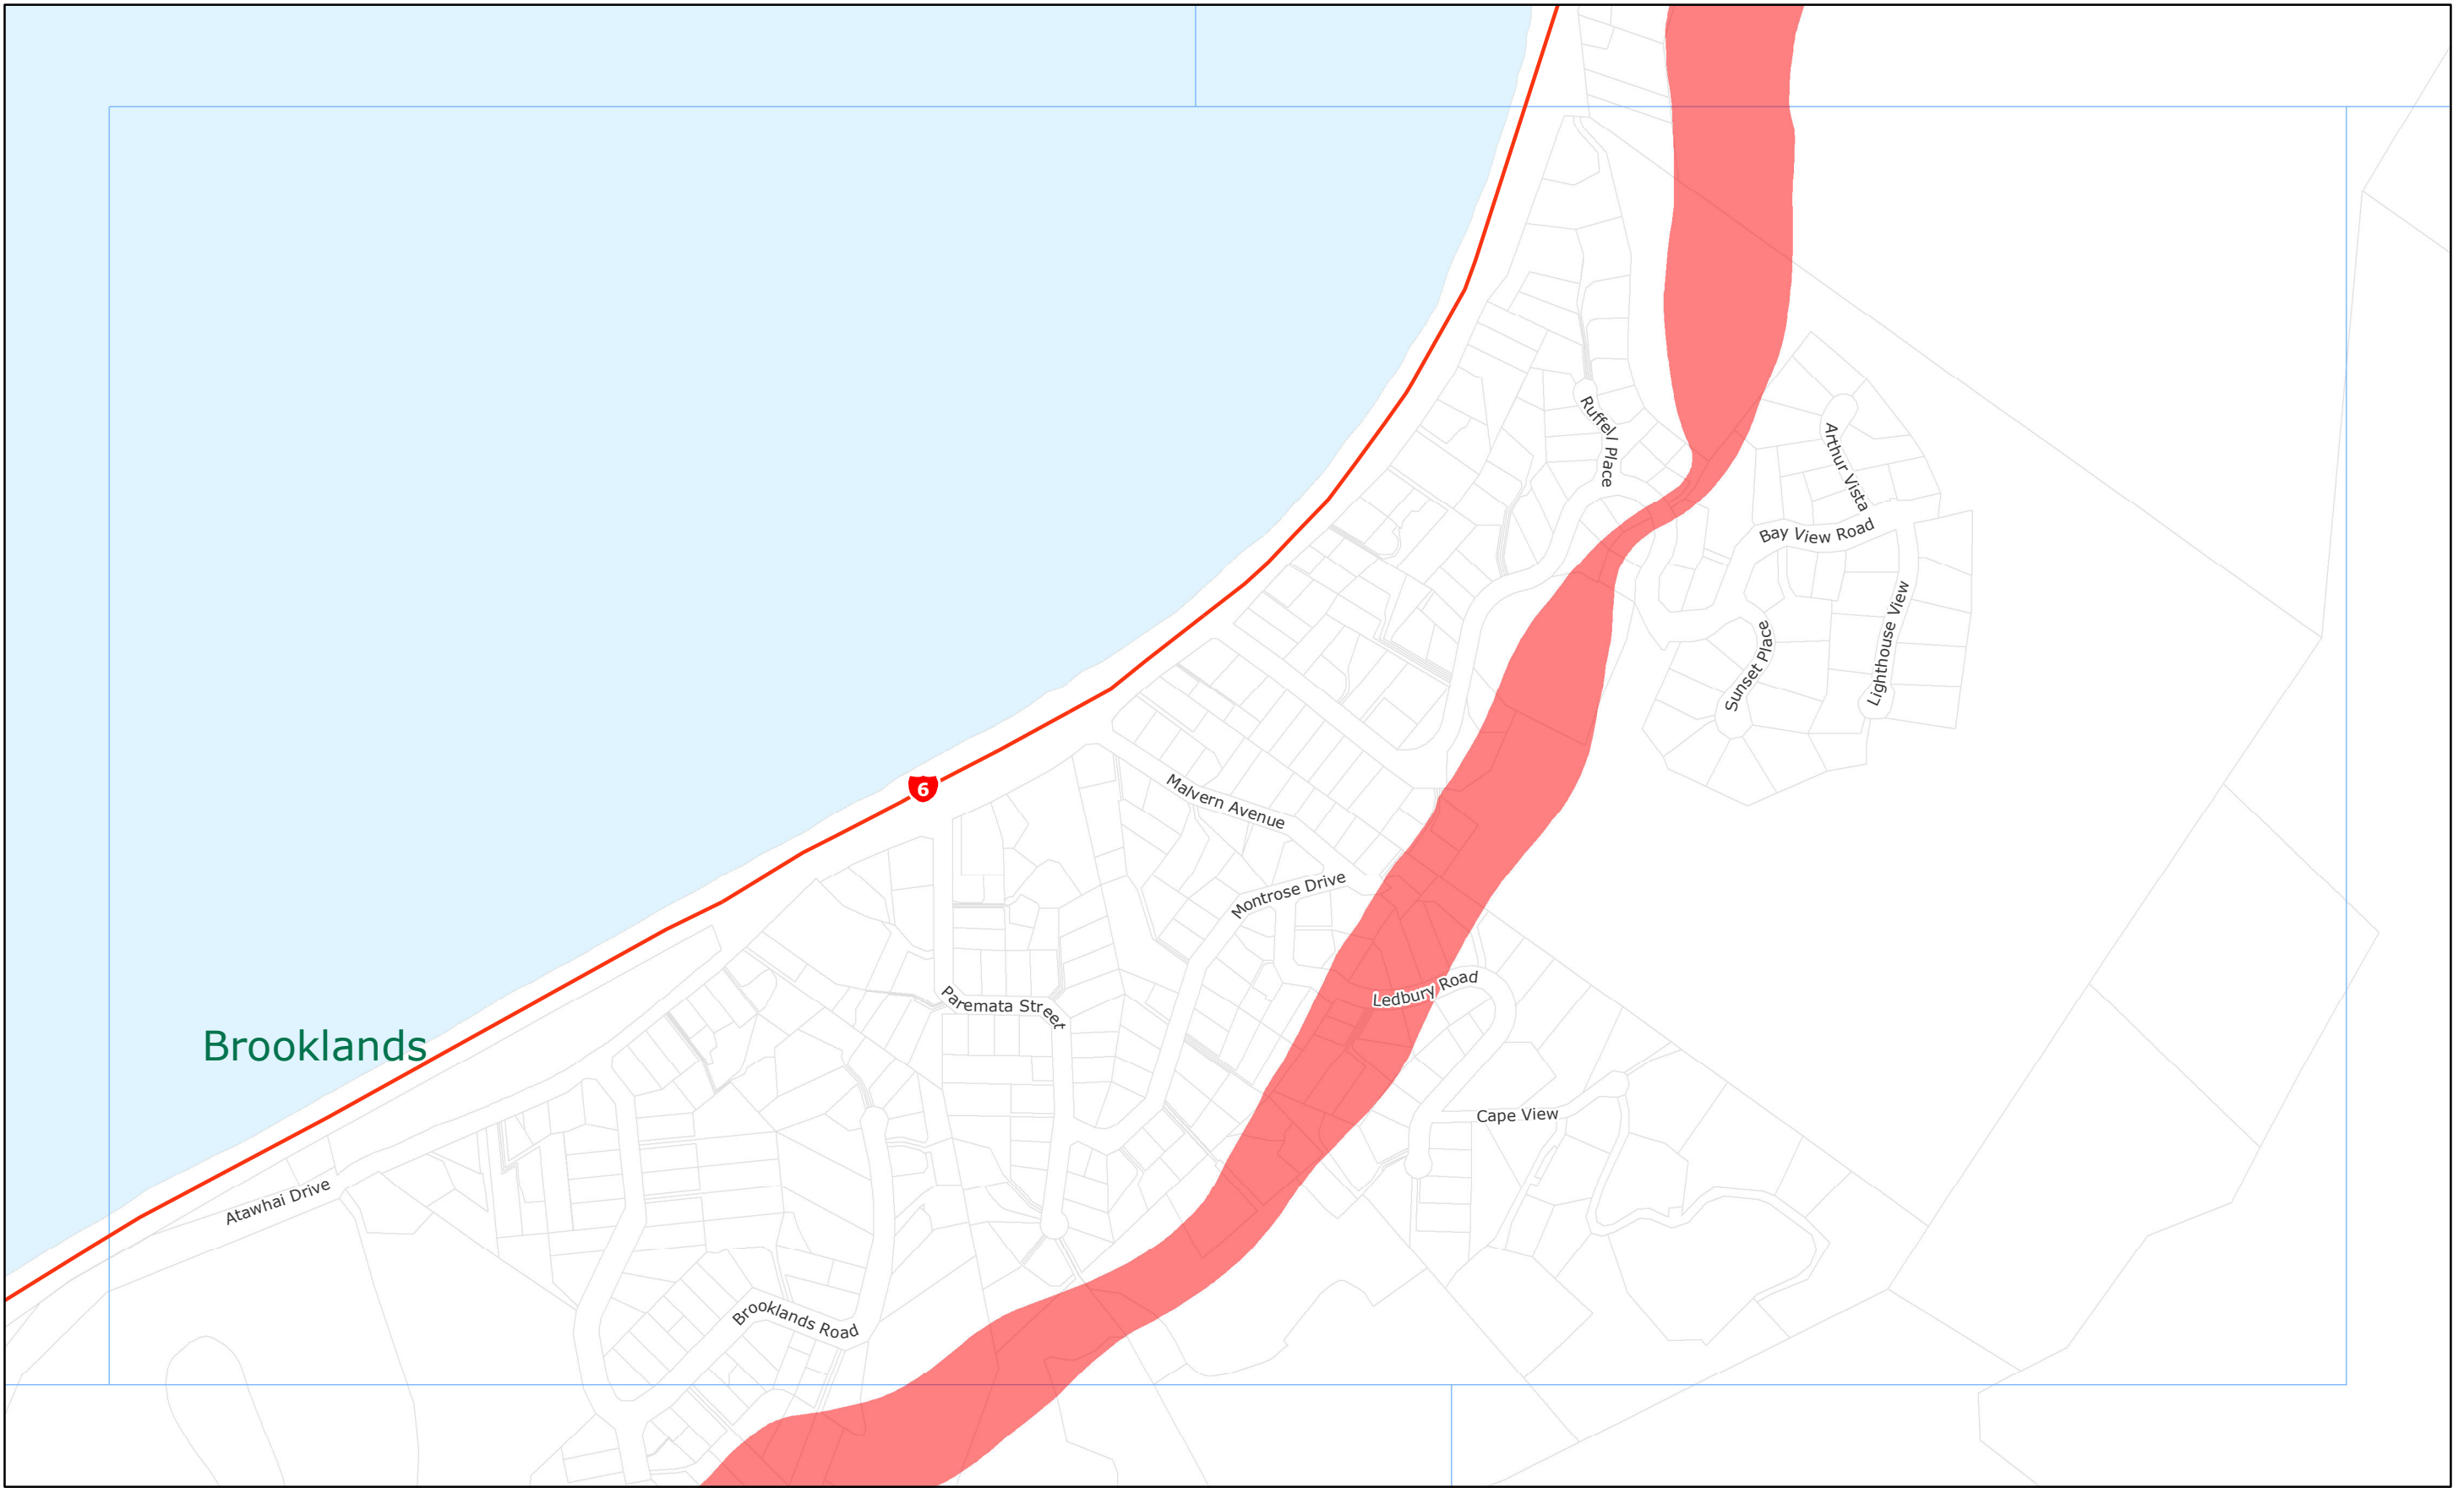 Ruffell Place
Arthur Vista
Bay View Road
Lighthouse View
Sunset Place
6
Malvern Avenue
Montrose Drive
Ledbury Road
Paremata Street
Brooklands
Cape View
Atawhai Drive
Brooklands Road